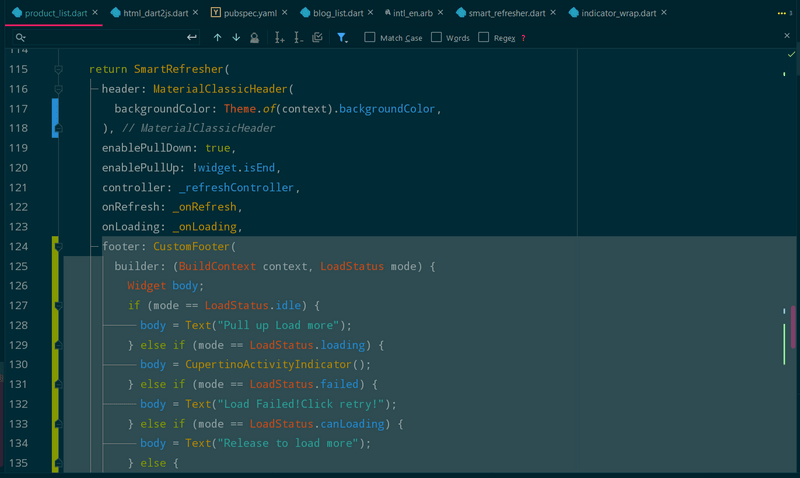 product_list.dart × html_dart2js.dart × pubspec.yaml × blog_list.dart × intl_en.arb × smart_refresher.dart × indicator_wrap.dart × 3
Match Case Words Regex ?
114
115 return SmartRefresher(
116 header: MaterialClassicHeader(
117 backgroundColor: Theme.of(context).backgroundColor,
118 ), // MaterialClassicHeader
119 enablePullDown: true,
120 enablePullUp: !widget.isEnd,
121 controller: _refreshController,
122 onRefresh: _onRefresh,
123 onLoading: _onLoading,
124 footer: CustomFooter(
125 builder: (BuildContext context, LoadStatus mode) {
126 Widget body;
127 if (mode == LoadStatus.idle) {
128 body = Text("Pull up Load more");
129 } else if (mode == LoadStatus.loading) {
130 body = CupertinoActivityIndicator();
131 } else if (mode == LoadStatus.failed) {
132 body = Text("Load Failed!Click retry!");
133 } else if (mode == LoadStatus.canLoading) {
134 body = Text("Release to load more");
135 } else {